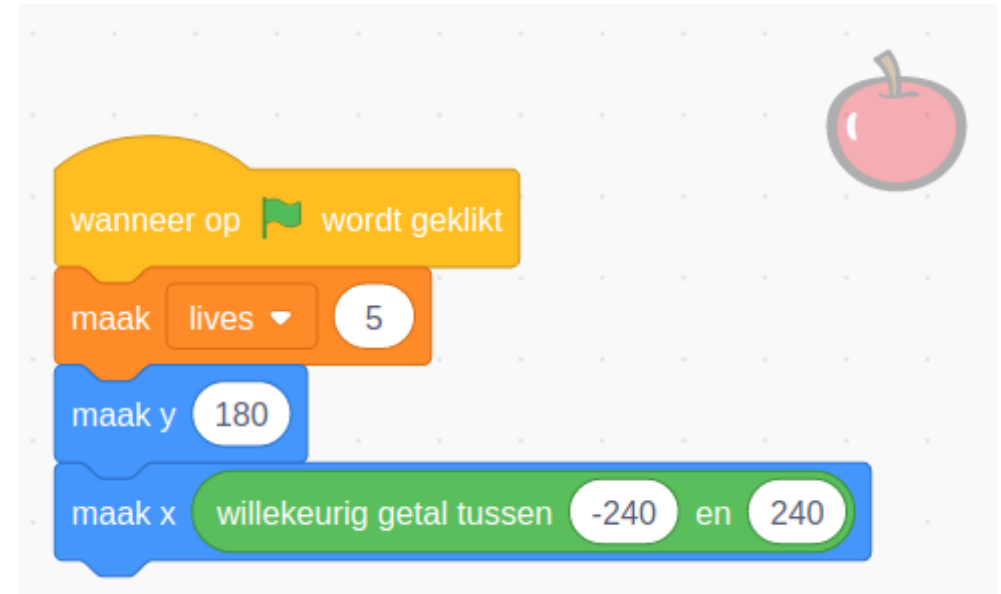 wanneer op wordt geklikt
maak lives 5
maak y 180
maak x willekeurig getal tussen -240 en 240